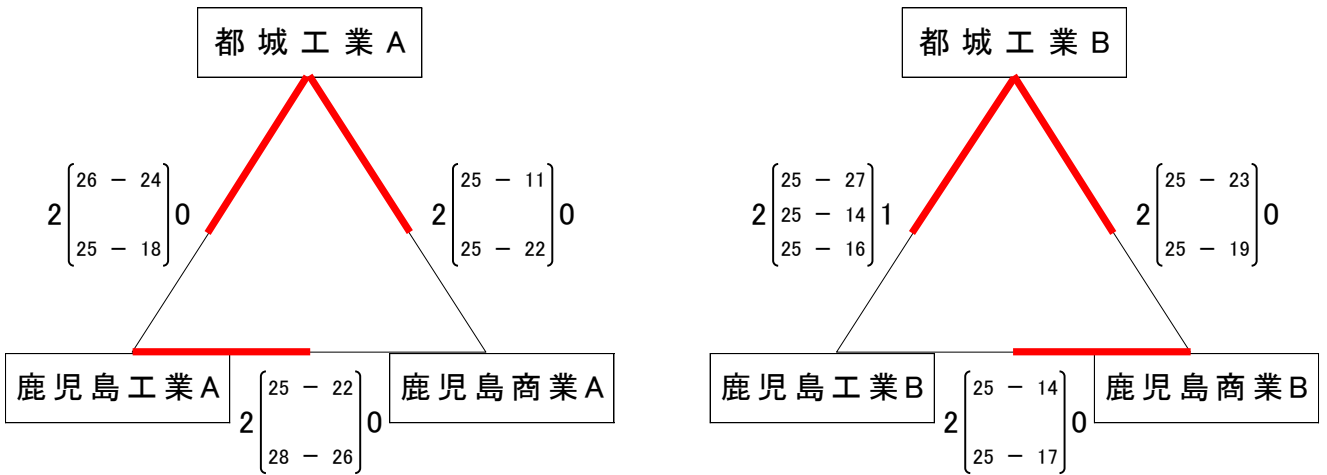 都城工業A
都城工業B
2 26 － 24 0
25 － 18
2 25 － 11 0
25 － 22
2 25 － 27 1
25 － 14
25 － 16
2 25 － 23 0
25 － 19
鹿児島工業A
鹿児島商業A
2 25 － 22 0
28 － 26
鹿児島工業B
鹿児島商業B
2 25 － 14 0
25 － 17